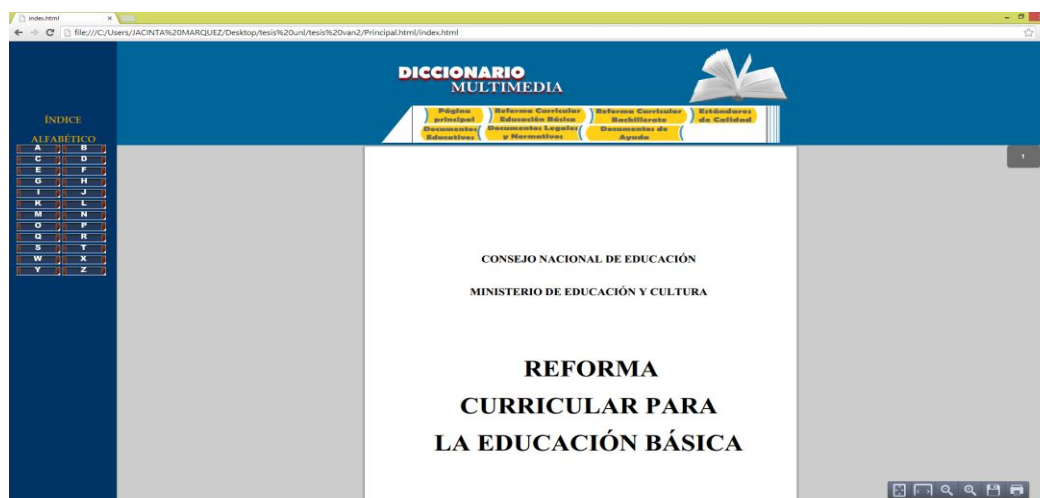 index.html
file:///C:/Users/JACINTA%20MARQUEZ/Desktop/tesis%20unl/tesis%20van2/Principal.html/index.html
DICCIONARIO
MULTIMEDIA
Página principal
Reforma Curricular Educación Básica
Reforma Curricular Bachillerato
Estándares de Calidad
Documentos Educativos
Documentos Legales y Normativos
Documentos de Ayuda
ÍNDICE
ALFABÉTICO
A B
C D
E F
G H
I J
K L
M N
O P
Q R
S T
W X
Y Z
1
CONSEJO NACIONAL DE EDUCACIÓN
MINISTERIO DE EDUCACIÓN Y CULTURA
REFORMA
CURRICULAR PARA
LA EDUCACIÓN BÁSICA